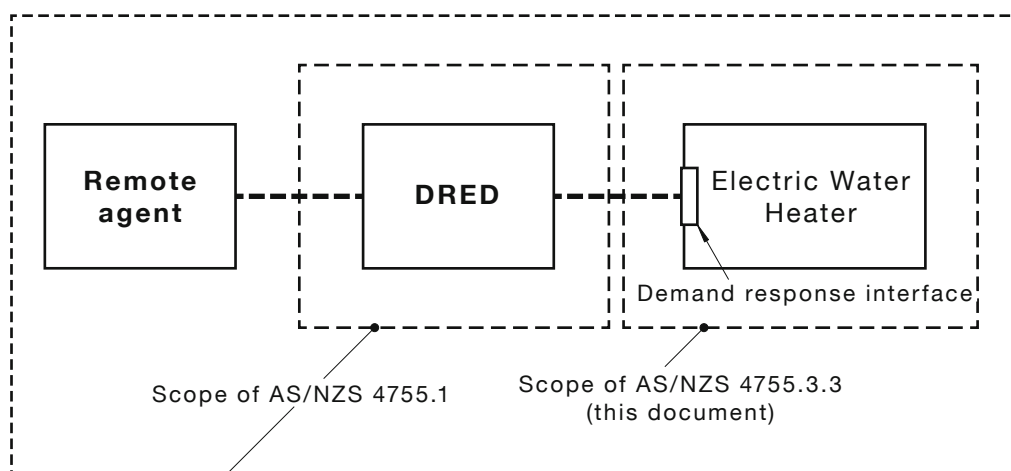 Remote
agent
DRED
Electric Water
Heater
Demand response interface
Scope of AS/NZS 4755.1
Scope of AS/NZS 4755.3.3
(this document)